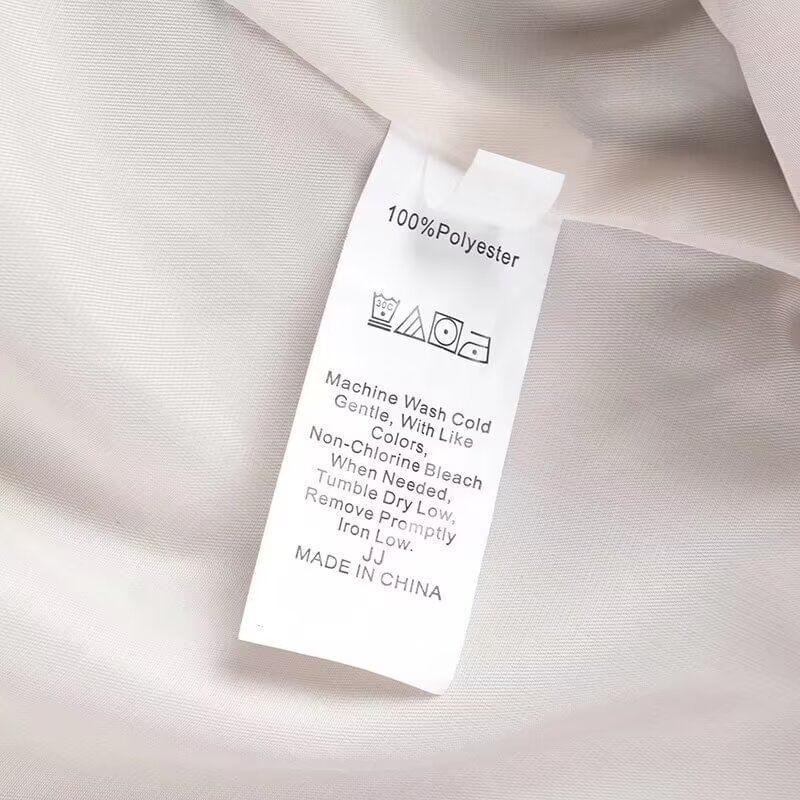 100%Polyester
30C
Machine Wash Cold
Gentle, With Like
Colors,
Non-Chlorine Bleach
When Needed,
Tumble Dry Low,
Remove Promptly
Iron Low.
JJ
MADE IN CHINA